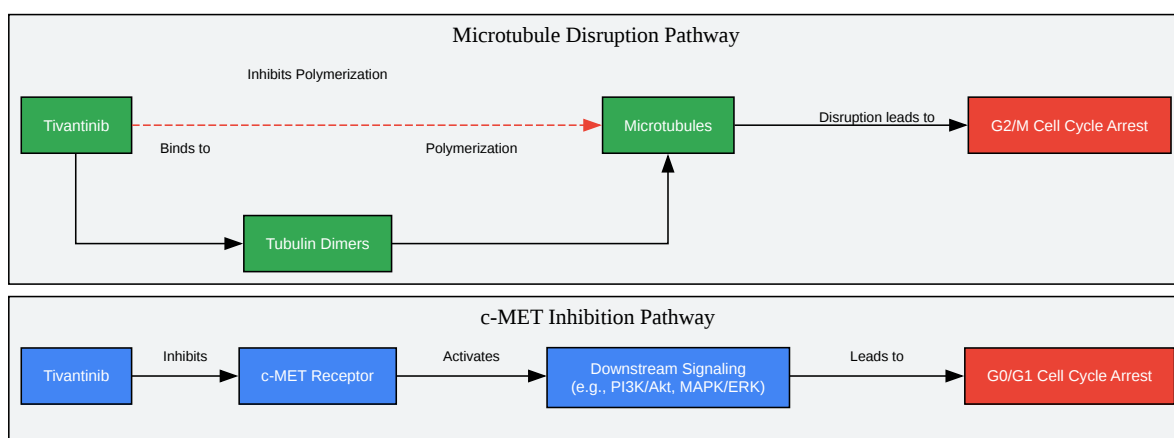 Microtubule Disruption Pathway
Inhibits Polymerization
Tivantinib
Microtubules
Disruption leads to
G2/M Cell Cycle Arrest
Binds to
Polymerization
Tubulin Dimers
c-MET Inhibition Pathway
Tivantinib
Inhibits
c-MET Receptor
Activates
Downstream Signaling
(e.g., PI3K/Akt, MAPK/ERK)
Leads to
G0/G1 Cell Cycle Arrest